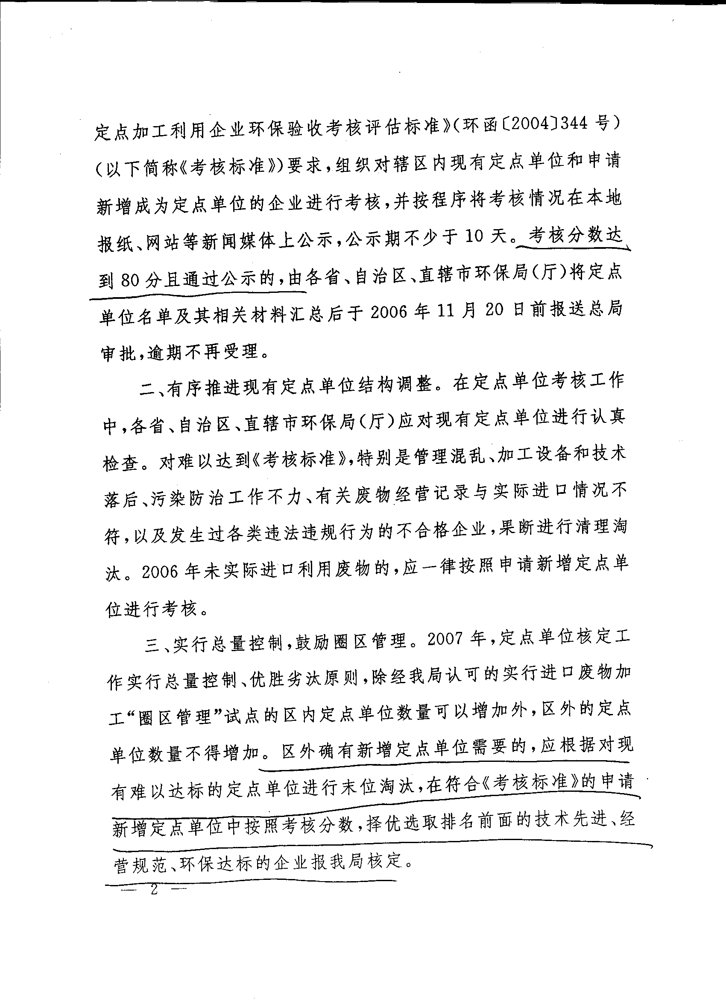 定点加工利用企业环保验收考核评估标准》(环函〔2004〕344 号)
(以下简称《考核标准》)要求,组织对辖区内现有定点单位和申请
新增成为定点单位的企业进行考核,并按程序将考核情况在本地
报纸、网站等新闻媒体上公示,公示期不少于 10 天。考核分数达
到 80 分且通过公示的,由各省、自治区、直辖市环保局(厅)将定点
单位名单及其相关材料汇总后于 2006 年 11 月 20 日前报送总局
审批,逾期不再受理。
二、有序推进现有定点单位结构调整。在定点单位考核工作
中,各省、自治区、直辖市环保局(厅)应对现有定点单位进行认真
检查。对难以达到《考核标准》,特别是管理混乱、加工设备和技术
落后、污染防治工作不力、有关废物经营记录与实际进口情况不
符,以及发生过各类违法违规行为的不合格企业,果断进行清理淘
汰。2006 年未实际进口利用废物的,应一律按照申请新增定点单
位进行考核。
三、实行总量控制,鼓励圈区管理。2007 年,定点单位核定工
作实行总量控制、优胜劣汰原则,除经我局认可的实行进口废物加
工“圈区管理”试点的区内定点单位数量可以增加外,区外的定点
单位数量不得增加。区外确有新增定点单位需要的,应根据对现
有难以达标的定点单位进行末位淘汰,在符合《考核标准》的申请
新增定点单位中按照考核分数,择优选取排名前面的技术先进、经
营规范、环保达标的企业报我局核定。
— 2 —